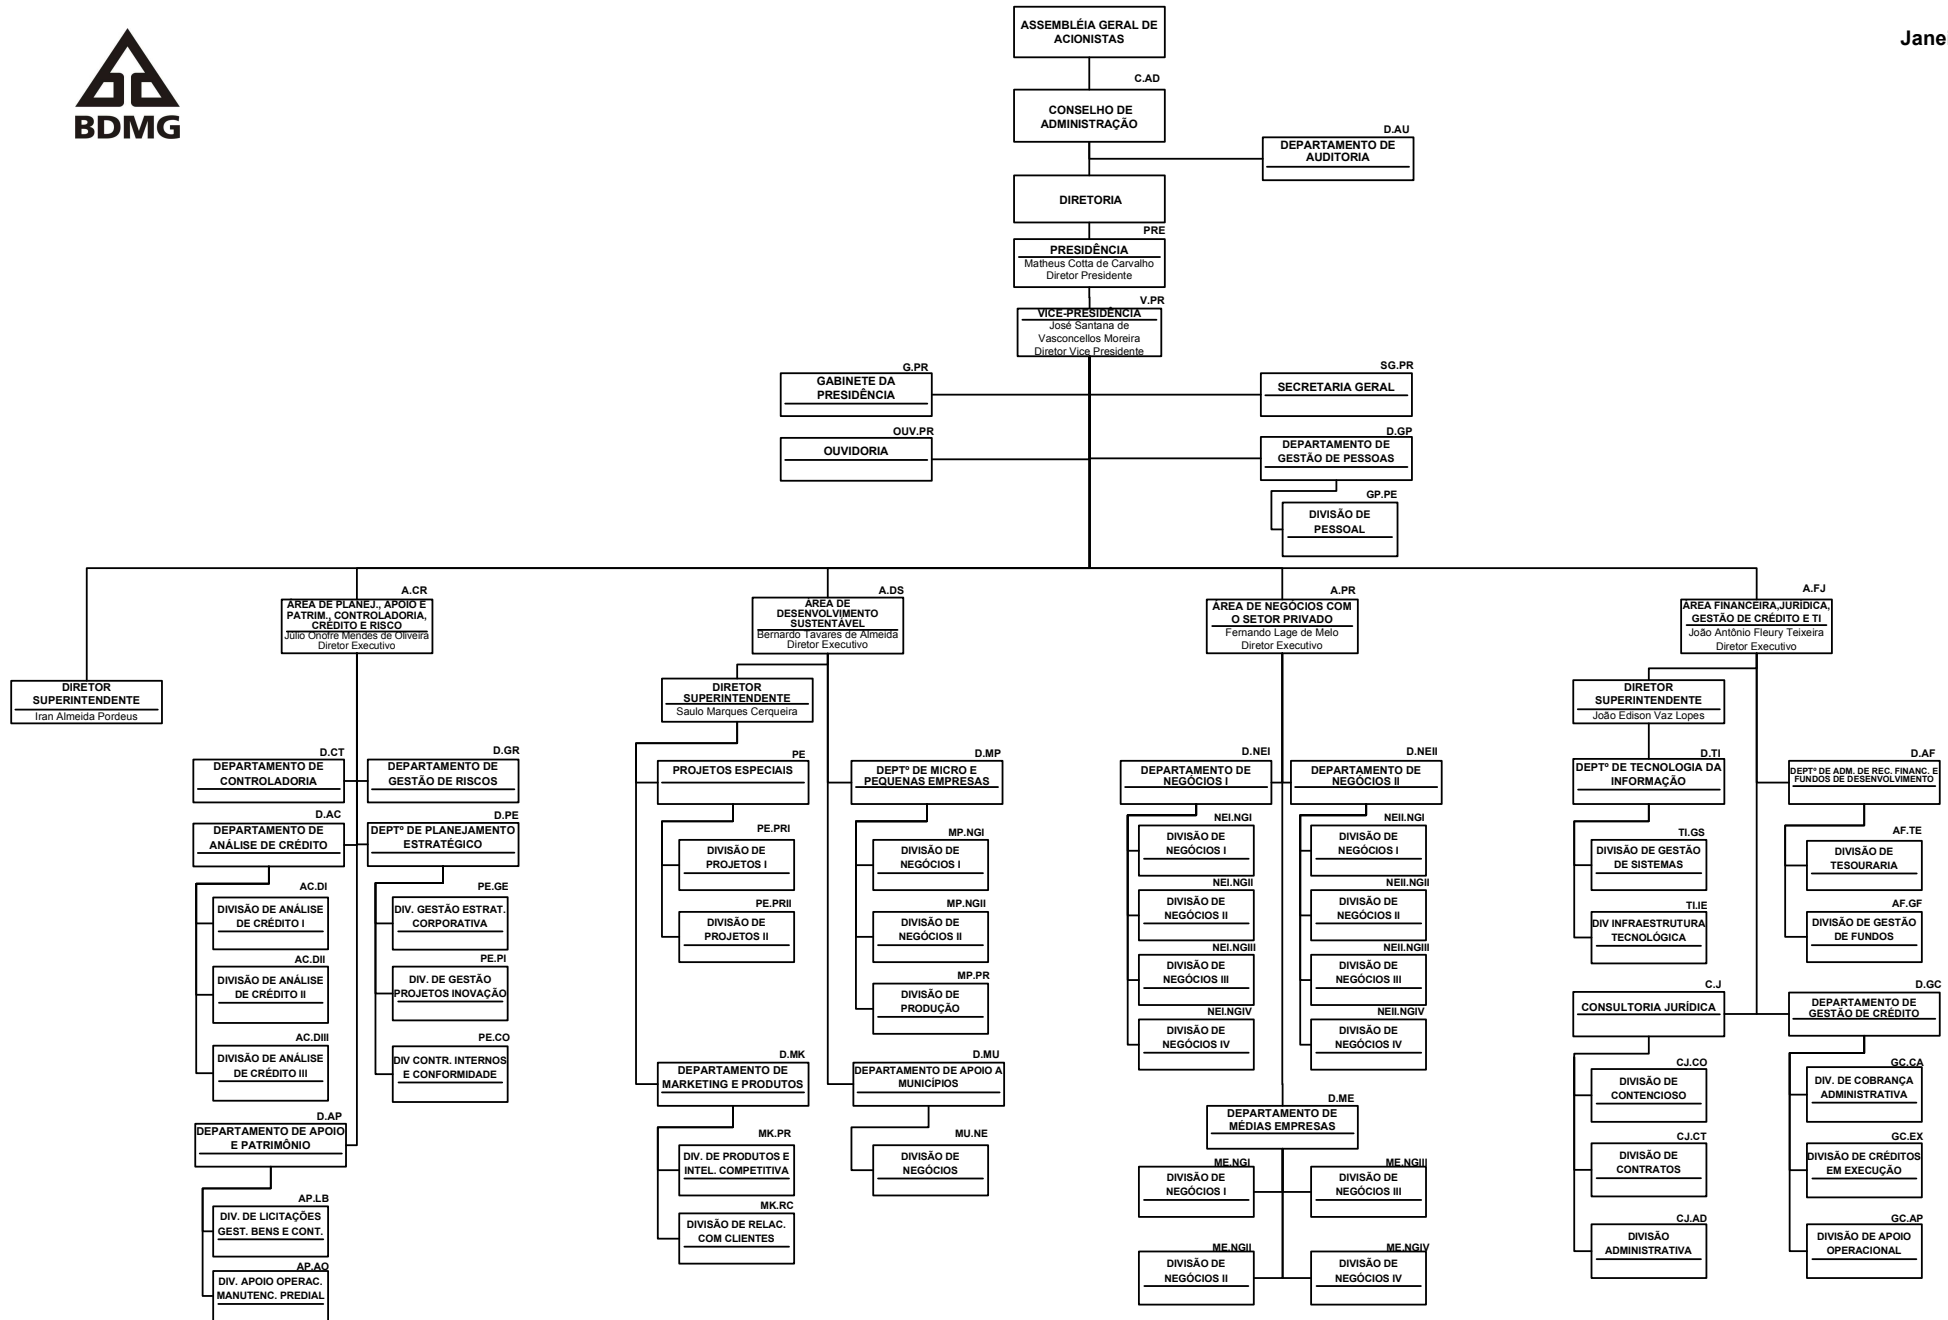 BDMG
Jane
ASSEMBLÉIA GERAL DE
ACIONISTAS
C.AD
CONSELHO DE
ADMINISTRAÇÃO
D.AU
DEPARTAMENTO DE
AUDITORIA
DIRETORIA
PRE
PRESIDÊNCIA
Matheus Cotta de Carvalho
Diretor Presidente
V.PR
VICE-PRESIDÊNCIA
José Santana de
Vasconcellos Moreira
Diretor Vice Presidente
G.PR
GABINETE DA
PRESIDÊNCIA
SG.PR
SECRETARIA GERAL
OUV.PR
OUVIDORIA
D.GP
DEPARTAMENTO DE
GESTÃO DE PESSOAS
GP.PE
DIVISÃO DE
PESSOAL
DIRETOR
SUPERINTENDENTE
Iran Almeida Pordeus
A.CR
ÁREA DE PLANEJ., APOIO E
PATRIM., CONTROLADORIA,
CRÉDITO E RISCO
Júlio Onofre Mendes de Oliveira
Diretor Executivo
D.CT
DEPARTAMENTO DE
CONTROLADORIA
D.GR
DEPARTAMENTO DE
GESTÃO DE RISCOS
D.AC
DEPARTAMENTO DE
ANÁLISE DE CRÉDITO
D.PE
DEPTº DE PLANEJAMENTO
ESTRATÉGICO
AC.DI
DIVISÃO DE ANÁLISE
DE CRÉDITO I
AC.DII
DIVISÃO DE ANÁLISE
DE CRÉDITO II
AC.DIII
DIVISÃO DE ANÁLISE
DE CRÉDITO III
PE.GE
DIV. GESTÃO ESTRAT.
CORPORATIVA
PE.PI
DIV. DE GESTÃO
PROJETOS INOVAÇÃO
PE.CO
DIV CONTR. INTERNOS
E CONFORMIDADE
D.AP
DEPARTAMENTO DE APOIO
E PATRIMÔNIO
AP.LB
DIV. DE LICITAÇÕES
GEST. BENS E CONT.
AP.AO
DIV. APOIO OPERAC.
MANUTENC. PREDIAL
A.DS
ÁREA DE
DESENVOLVIMENTO
SUSTENTÁVEL
Bernardo Tavares de Almeida
Diretor Executivo
DIRETOR
SUPERINTENDENTE
Saulo Marques Cerqueira
PE
PROJETOS ESPECIAIS
PE.PRI
DIVISÃO DE
PROJETOS I
PE.PRII
DIVISÃO DE
PROJETOS II
D.MP
DEPTº DE MICRO E
PEQUENAS EMPRESAS
MP.NGI
DIVISÃO DE
NEGÓCIOS I
MP.NGII
DIVISÃO DE
NEGÓCIOS II
MP.PR
DIVISÃO DE
PRODUÇÃO
D.MK
DEPARTAMENTO DE
MARKETING E PRODUTOS
MK.PR
DIV. DE PRODUTOS E
INTEL. COMPETITIVA
MK.RC
DIVISÃO DE RELAC.
COM CLIENTES
D.MU
DEPARTAMENTO DE APOIO A
MUNICÍPIOS
MU.NE
DIVISÃO DE
NEGÓCIOS
A.PR
ÁREA DE NEGÓCIOS COM
O SETOR PRIVADO
Fernando Lage de Melo
Diretor Executivo
D.NEI
DEPARTAMENTO DE
NEGÓCIOS I
NEI.NGI
DIVISÃO DE
NEGÓCIOS I
NEI.NGII
DIVISÃO DE
NEGÓCIOS II
NEI.NGIII
DIVISÃO DE
NEGÓCIOS III
NEI.NGIV
DIVISÃO DE
NEGÓCIOS IV
D.NEII
DEPARTAMENTO DE
NEGÓCIOS II
NEII.NGI
DIVISÃO DE
NEGÓCIOS I
NEII.NGII
DIVISÃO DE
NEGÓCIOS II
NEII.NGIII
DIVISÃO DE
NEGÓCIOS III
NEII.NGIV
DIVISÃO DE
NEGÓCIOS IV
D.ME
DEPARTAMENTO DE
MÉDIAS EMPRESAS
ME.NGI
DIVISÃO DE
NEGÓCIOS I
ME.NGIII
DIVISÃO DE
NEGÓCIOS III
ME.NGII
DIVISÃO DE
NEGÓCIOS II
ME.NGIV
DIVISÃO DE
NEGÓCIOS IV
A.FJ
ÁREA FINANCEIRA,JURÍDICA,
GESTÃO DE CRÉDITO E TI
João Antônio Fleury Teixeira
Diretor Executivo
DIRETOR
SUPERINTENDENTE
João Edison Vaz Lopes
D.TI
DEPTº DE TECNOLOGIA DA
INFORMAÇÃO
TI.GS
DIVISÃO DE GESTÃO
DE SISTEMAS
TI.IE
DIV INFRAESTRUTURA
TECNOLÓGICA
D.AF
DEPTº DE ADM. DE REC. FINANC. E
FUNDOS DE DESENVOLVIMENTO
AF.TE
DIVISÃO DE
TESOURARIA
AF.GF
DIVISÃO DE GESTÃO
DE FUNDOS
C.J
CONSULTORIA JURÍDICA
CJ.CO
DIVISÃO DE
CONTENCIOSO
CJ.CT
DIVISÃO DE
CONTRATOS
CJ.AD
DIVISÃO
ADMINISTRATIVA
D.GC
DEPARTAMENTO DE
GESTÃO DE CRÉDITO
GC.CA
DIV. DE COBRANÇA
ADMINISTRATIVA
GC.EX
DIVISÃO DE CRÉDITOS
EM EXECUÇÃO
GC.AP
DIVISÃO DE APOIO
OPERACIONAL